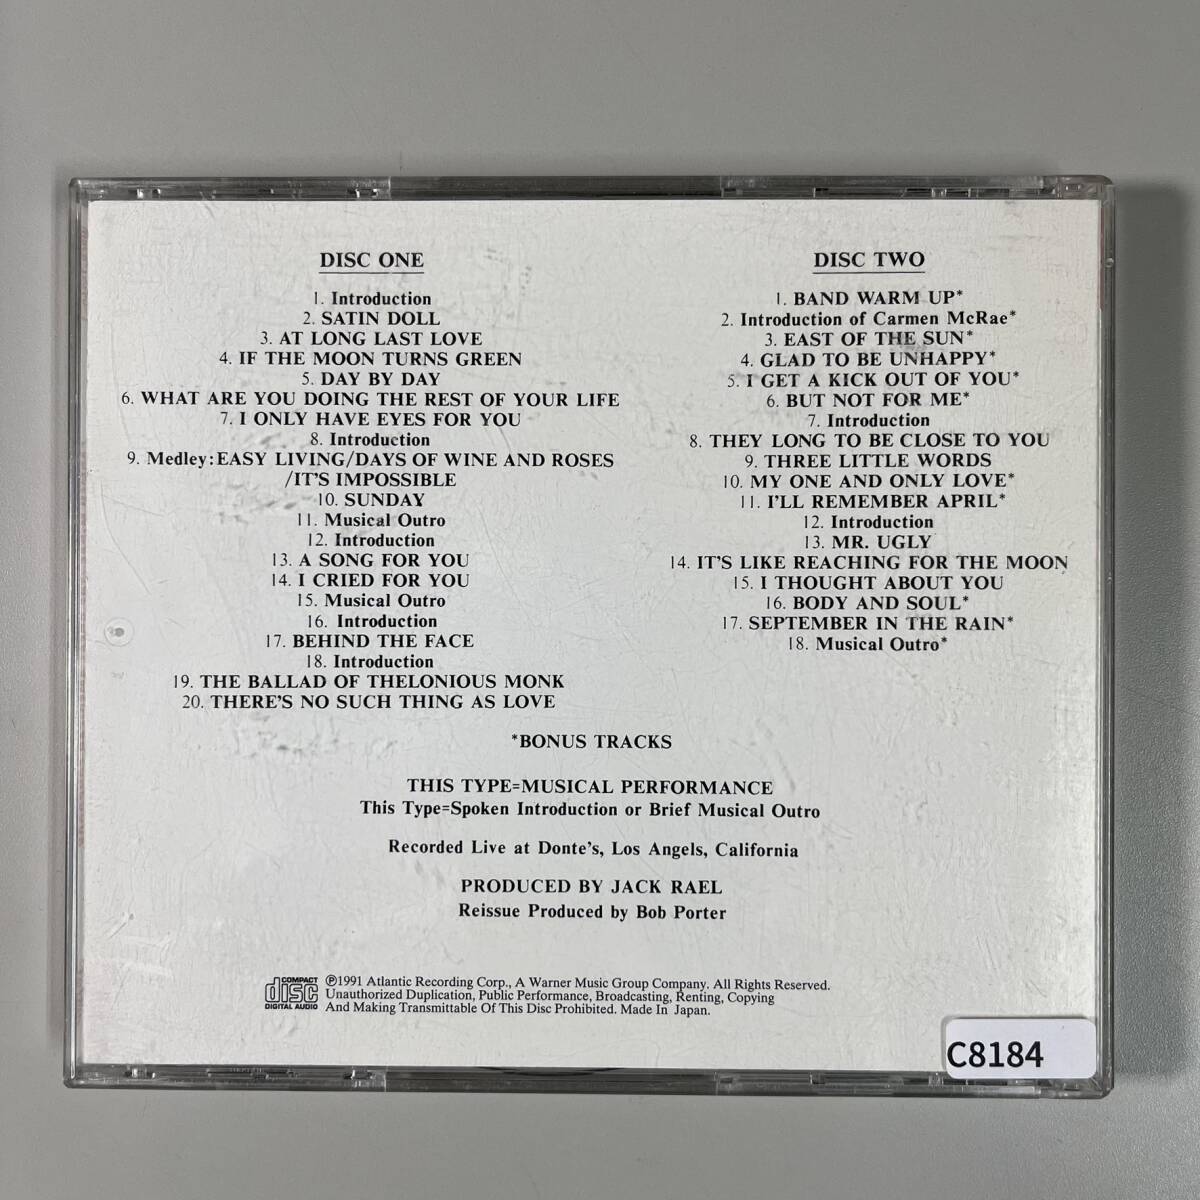 DISC ONE
1. Introduction
2. SATIN DOLL
3. AT LONG LAST LOVE
4. IF THE MOON TURNS GREEN
5. DAY BY DAY
6. WHAT ARE YOU DOING THE REST OF YOUR LIFE
7. I ONLY HAVE EYES FOR YOU
8. Introduction
9. Medley:EASY LIVING/DAYS OF WINE AND ROSES
/IT'S IMPOSSIBLE
10. SUNDAY
11. Musical Outro
12. Introduction
13. A SONG FOR YOU
14. I CRIED FOR YOU
15. Musical Outro
16. Introduction
17. BEHIND THE FACE
18. Introduction
19. THE BALLAD OF THELONIOUS MONK
20. THERE'S NO SUCH THING AS LOVE
DISC TWO
1. BAND WARM UP*
2. Introduction of Carmen McRae*
3. EAST OF THE SUN*
4. GLAD TO BE UNHAPPY*
5. I GET A KICK OUT OF YOU*
6. BUT NOT FOR ME*
7. Introduction
8. THEY LONG TO BE CLOSE TO YOU
9. THREE LITTLE WORDS
10. MY ONE AND ONLY LOVE*
11. I'LL REMEMBER APRIL*
12. Introduction
13. MR. UGLY
14. IT'S LIKE REACHING FOR THE MOON
15. I THOUGHT ABOUT YOU
16. BODY AND SOUL*
17. SEPTEMBER IN THE RAIN*
18. Musical Outro*
*BONUS TRACKS
THIS TYPE=MUSICAL PERFORMANCE
This Type=Spoken Introduction or Brief Musical Outro
Recorded Live at Donte's, Los Angels, California
PRODUCED BY JACK RAEL
Reissue Produced by Bob Porter
COMPACT
disc
DIGITAL AUDIO
℗1991 Atlantic Recording Corp., A Warner Music Group Company. All Rights Reserved.
Unauthorized Duplication, Public Performance, Broadcasting, Renting, Copying
And Making Transmittable Of This Disc Prohibited. Made In Japan.
C8184